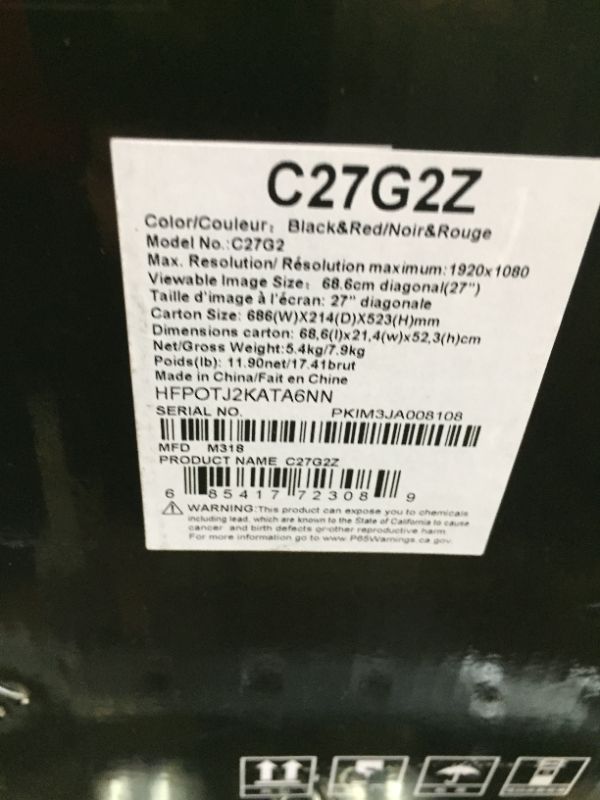 C27G2Z
Color/Couleur: Black&Red/Noir&Rouge
Model No.:C27G2
Max. Resolution/ Résolution maximum:1920x1080
Viewable Image Size: 68.6cm diagonal(27")
Taille d'image à l'écran: 27" diagonale
Carton Size: 686(W)X214(D)X523(H)mm
Dimensions carton: 68,6(l)x21,4(w)x52,3(h)cm
Net/Gross Weight:5.4kg/7.9kg
Poids(lb): 11.90net/17.41brut
Made in China/Fait en Chine
HFPOTJ2KATA6NN
SERIAL NO. PKIM3JA008108
MFD M318
PRODUCT NAME C27G2Z
6 85417 72308 9
WARNING:This product can expose you to chemicals
including lead, which are known to the State of California to cause
cancer and birth defects or other reproductive harm.
For more information go to www.P65Warnings.ca.gov